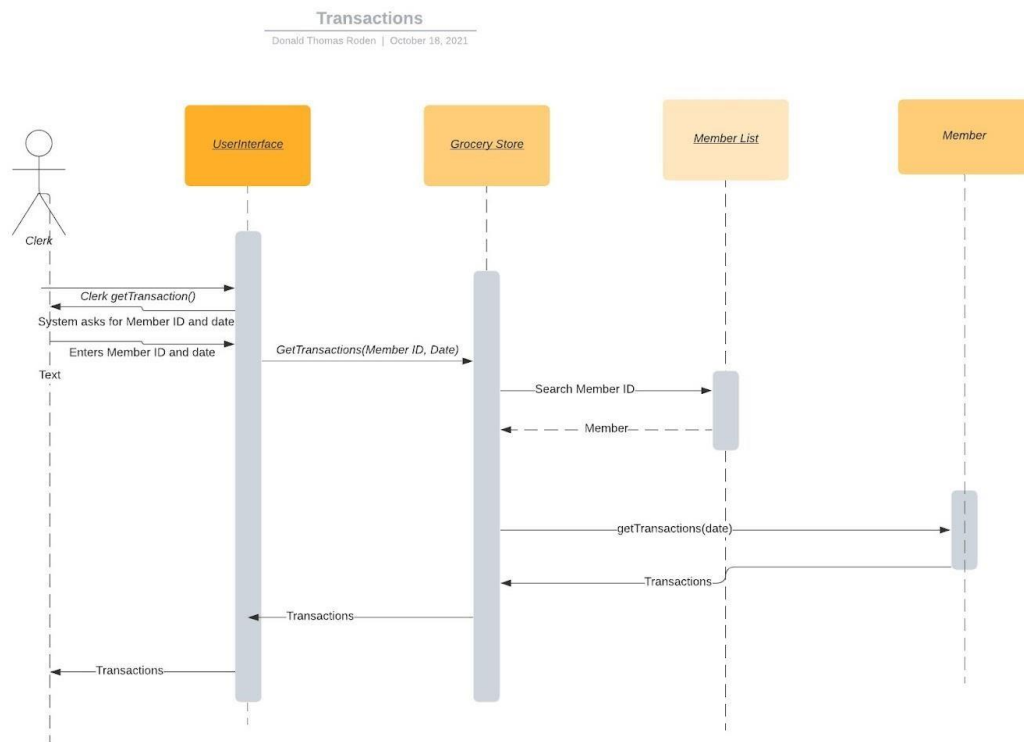 Transactions
Donald Thomas Roden | October 18, 2021
UserInterface
Grocery Store
Member List
Member
Clerk
Clerk getTransaction()
System asks for Member ID and date
Enters Member ID and date
GetTransactions(Member ID, Date)
Text
Search Member ID
Member
getTransactions(date)
Transactions
Transactions
Transactions